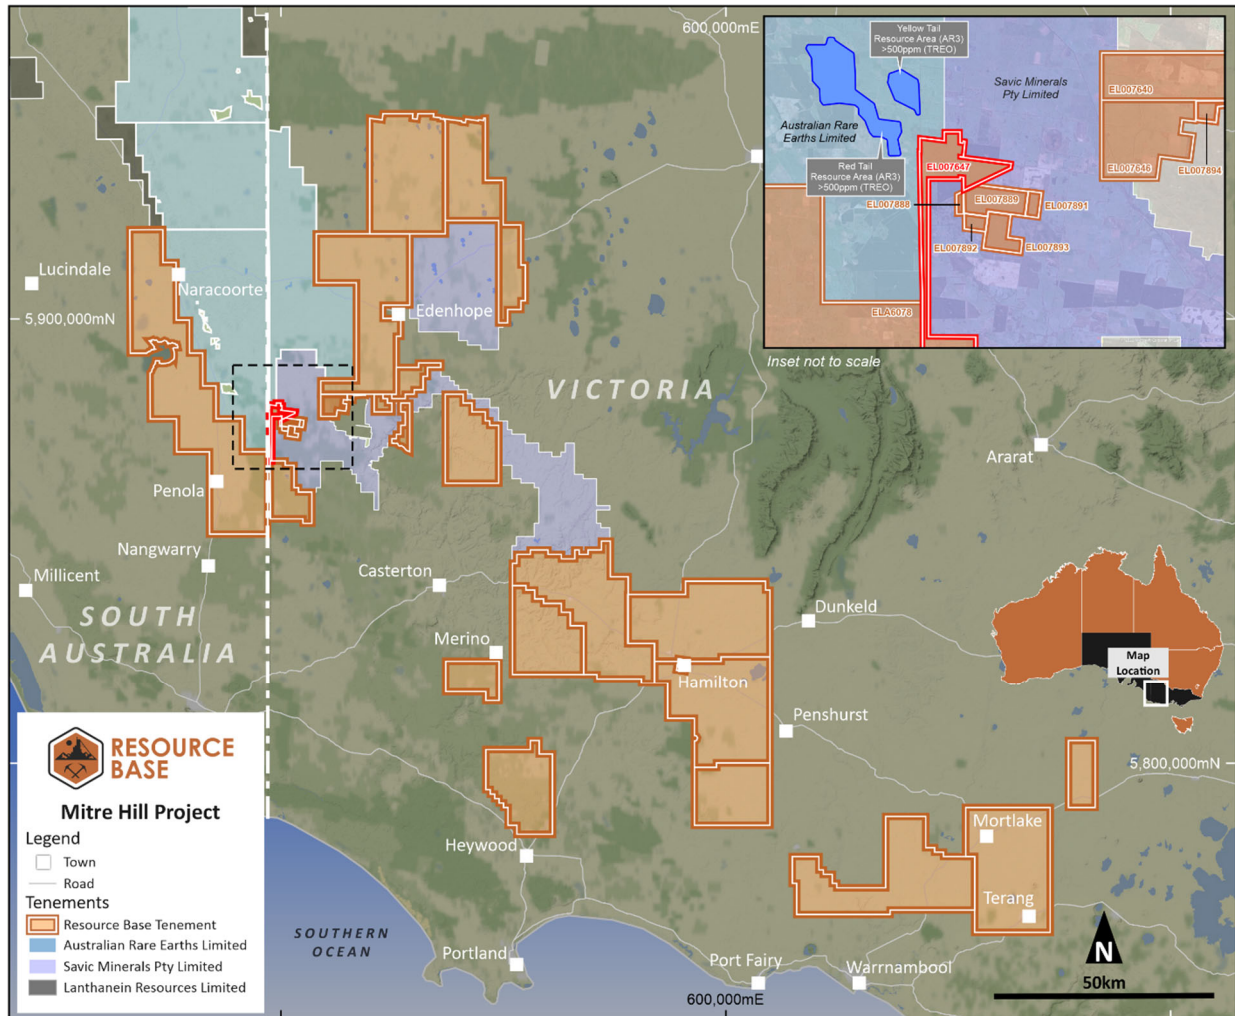 600,000mE
Yellow Tail
Resource Area (AR3)
>500ppm (TREO)
Savic Minerals
Pty Limited
EL007640
Australian Rare
Earths Limited
Red Tail
Resource Area (AR3)
>500ppm (TREO)
EL007647
EL007646
EL007894
EL007888
EL007889
EL007891
EL007892
EL007893
ELA6078
Inset not to scale
Lucindale
Naracoorte
5,900,000mN
Edenhope
VICTORIA
Ararat
Penola
Nangwarry
Millicent
Casterton
SOUTH
AUSTRALIA
Merino
Dunkeld
Hamilton
Penshurst
Map
Location
5,800,000mN
RESOURCE
BASE
Mitre Hill Project
Legend
Town
Road
Tenements
Resource Base Tenement
Australian Rare Earths Limited
Savic Minerals Pty Limited
Lanthanein Resources Limited
Heywood
Mortlake
Terang
SOUTHERN
OCEAN
Portland
Port Fairy
Warrnambool
N
50km
600,000mE